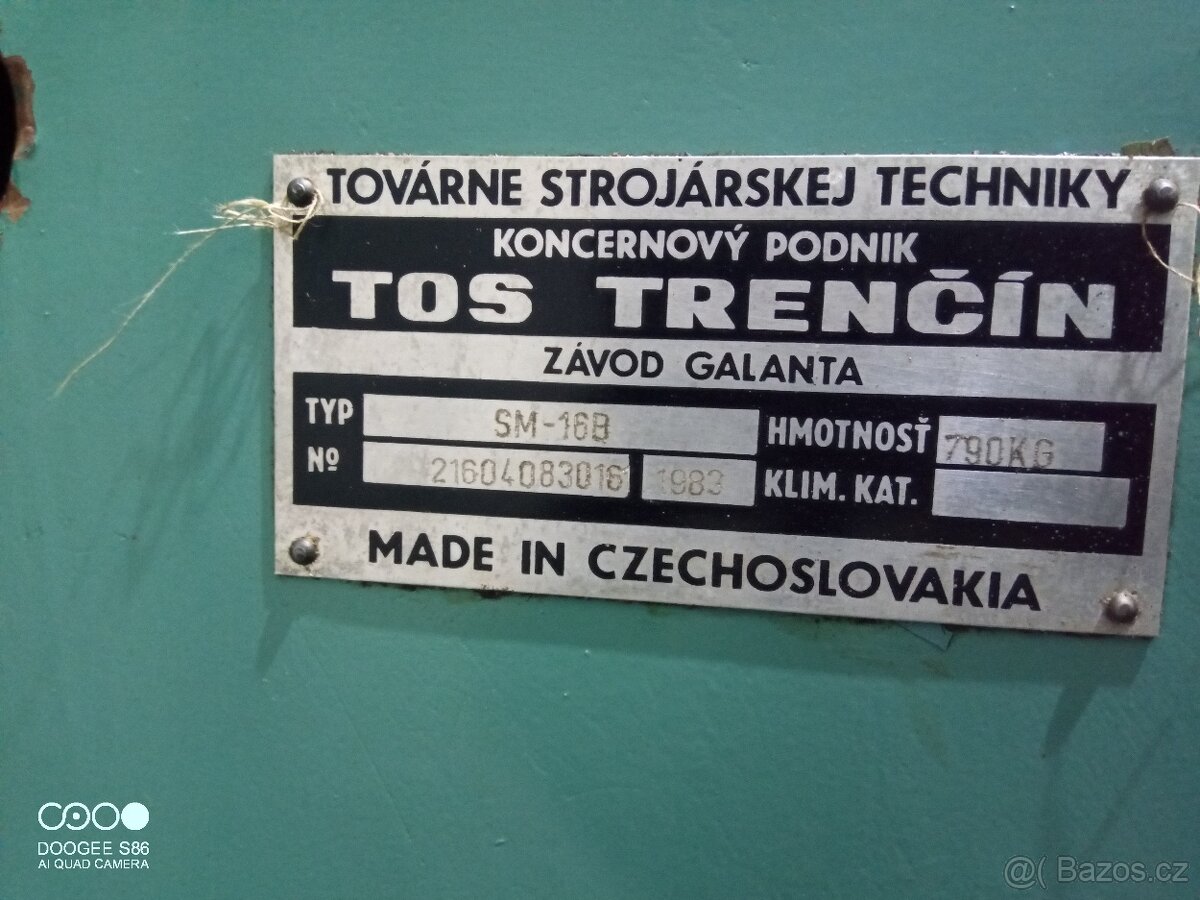 TOVÁRNE STROJÁRSKEJ TECHNIKY
KONCERNOVÝ PODNIK
TOS TRENČÍN
ZÁVOD GALANTA
TYP SM-16B HMOTNOSŤ 790KG
Nº 21604083016 1983 KLIM. KAT.
MADE IN CZECHOSLOVAKIA
DOOGEE S86
AI QUAD CAMERA
@( Bazos.cz